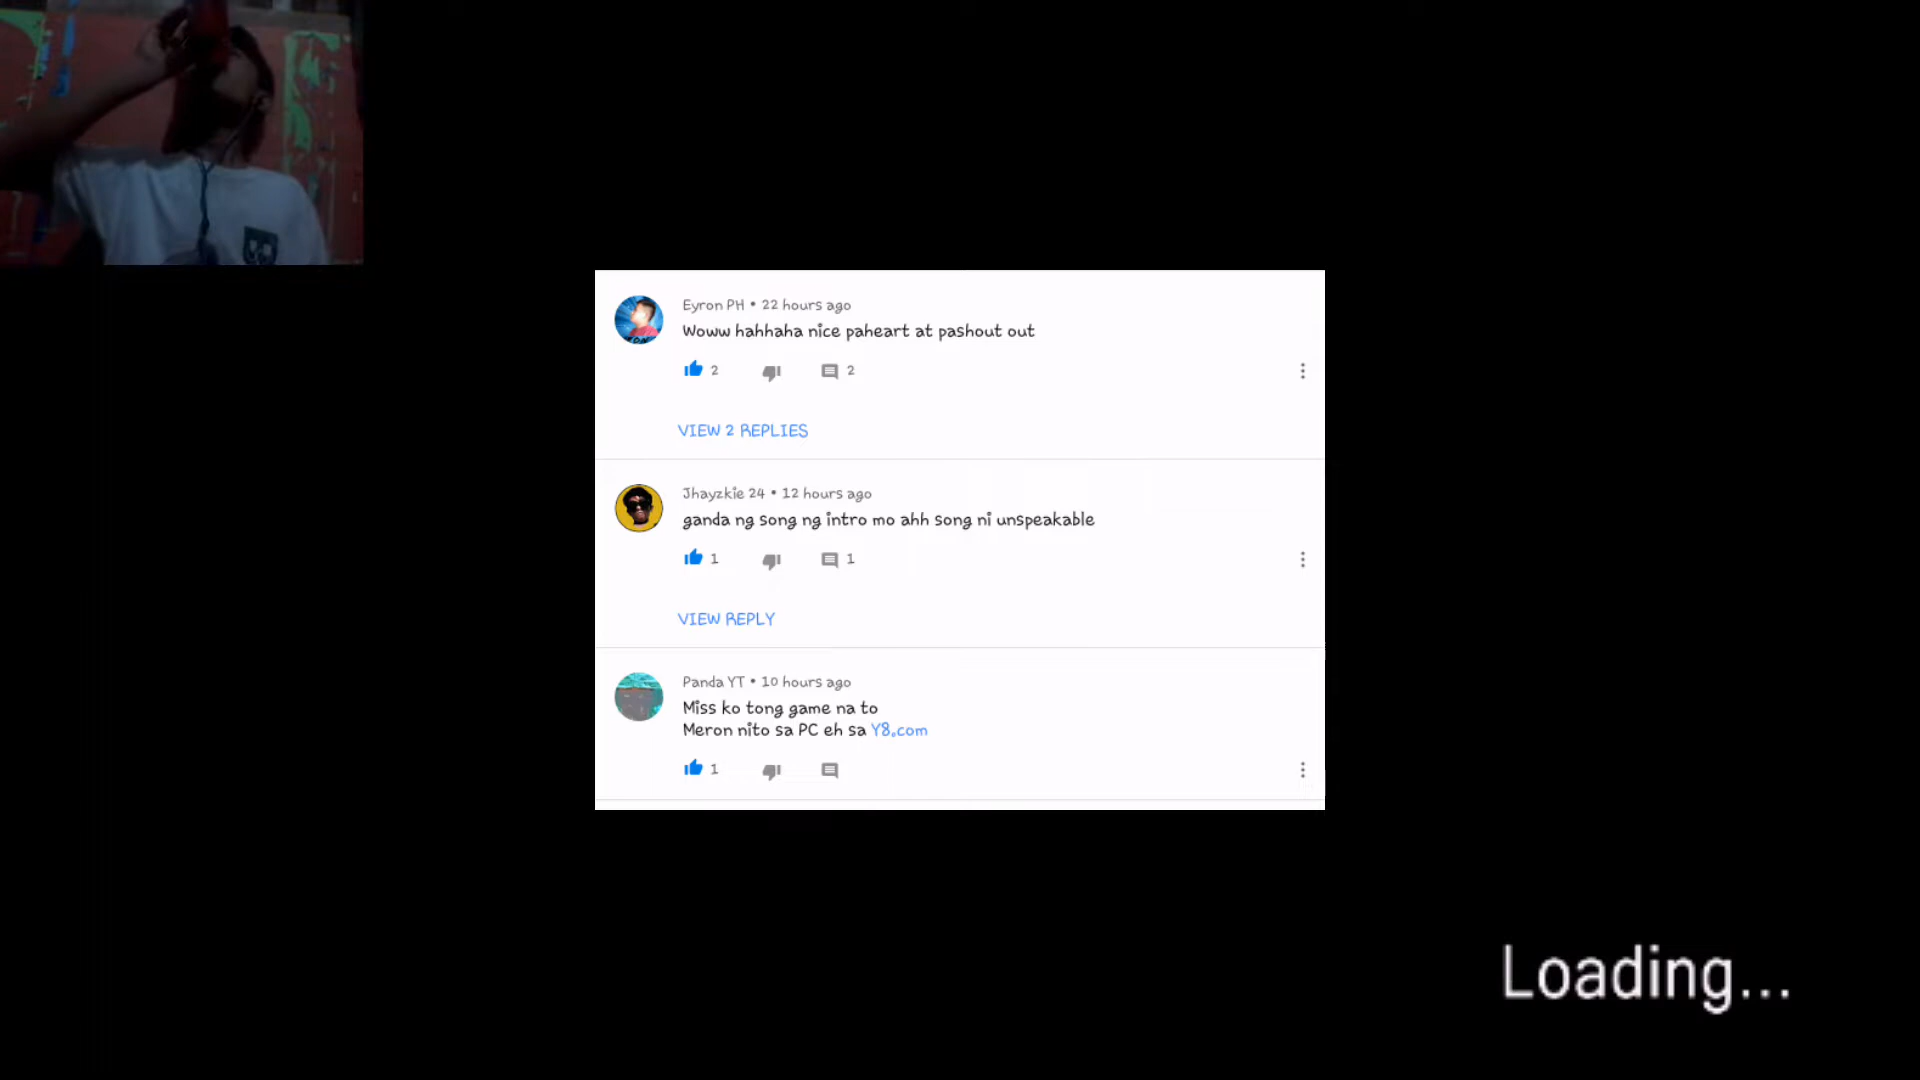 Eyron PH • 22 hours ago
Woww hahhaha nice paheart at pashout out
2
2
VIEW 2 REPLIES
Jhayzkie 24 • 12 hours ago
ganda ng song ng intro mo ahh song ni unspeakable
1
1
VIEW REPLY
Panda YT • 10 hours ago
Miss ko tong game na to
Meron nito sa PC eh sa Y8.com
1
Loading...